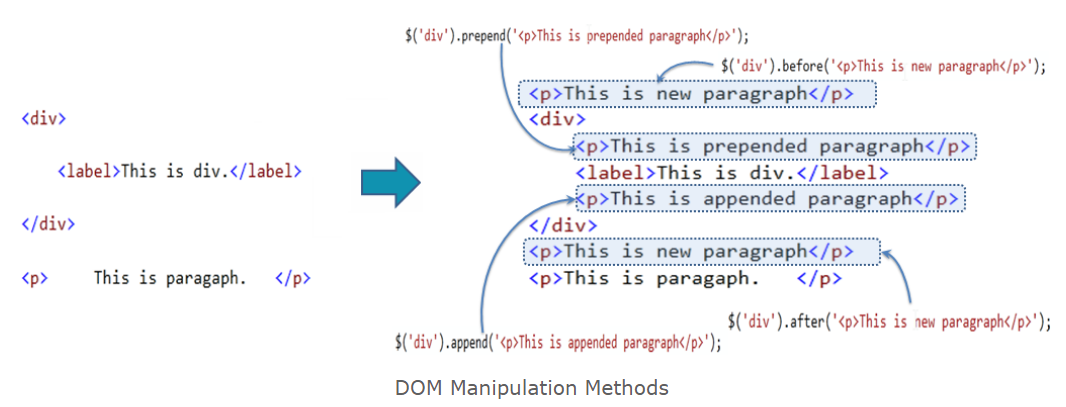 $('div').prepend('<p>This is prepended paragraph</p>');
$('div').before('<p>This is new paragraph</p>');
<div>
<label>This is div.</label>
</div>
<p> This is paragaph. </p>
<p>This is new paragraph</p>
<div>
<p>This is prepended paragraph</p>
<label>This is div.</label>
<p>This is appended paragraph</p>
</div>
<p>This is new paragraph</p>
<p>This is paragaph. </p>
$('div').after('<p>This is new paragraph</p>');
$('div').append('<p>This is appended paragraph</p>');
DOM Manipulation Methods